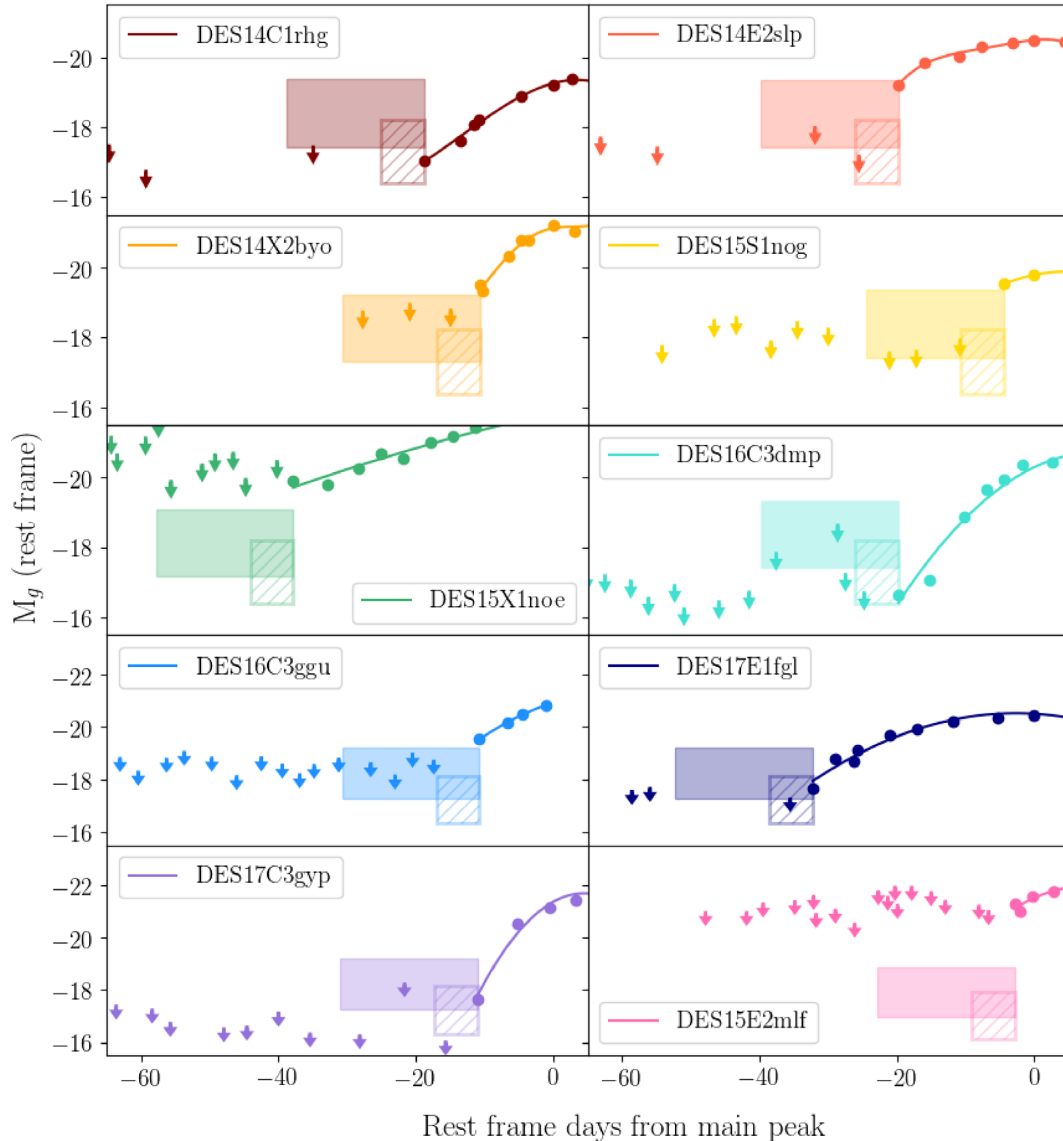 DES14C1rhg
DES14E2slp
−20
−18
−16
DES14X2byo
DES15S1nog
−20
−18
−16
DES15X1noe
DES16C3dmp
−20
−18
−16
DES16C3ggu
DES17E1fgl
−22
−20
−18
−16
DES17C3gyp
DES15E2mlf
−22
−20
−18
−16
−60 −40 −20 0 −60 −40 −20 0
M_g (rest frame)
Rest frame days from main peak